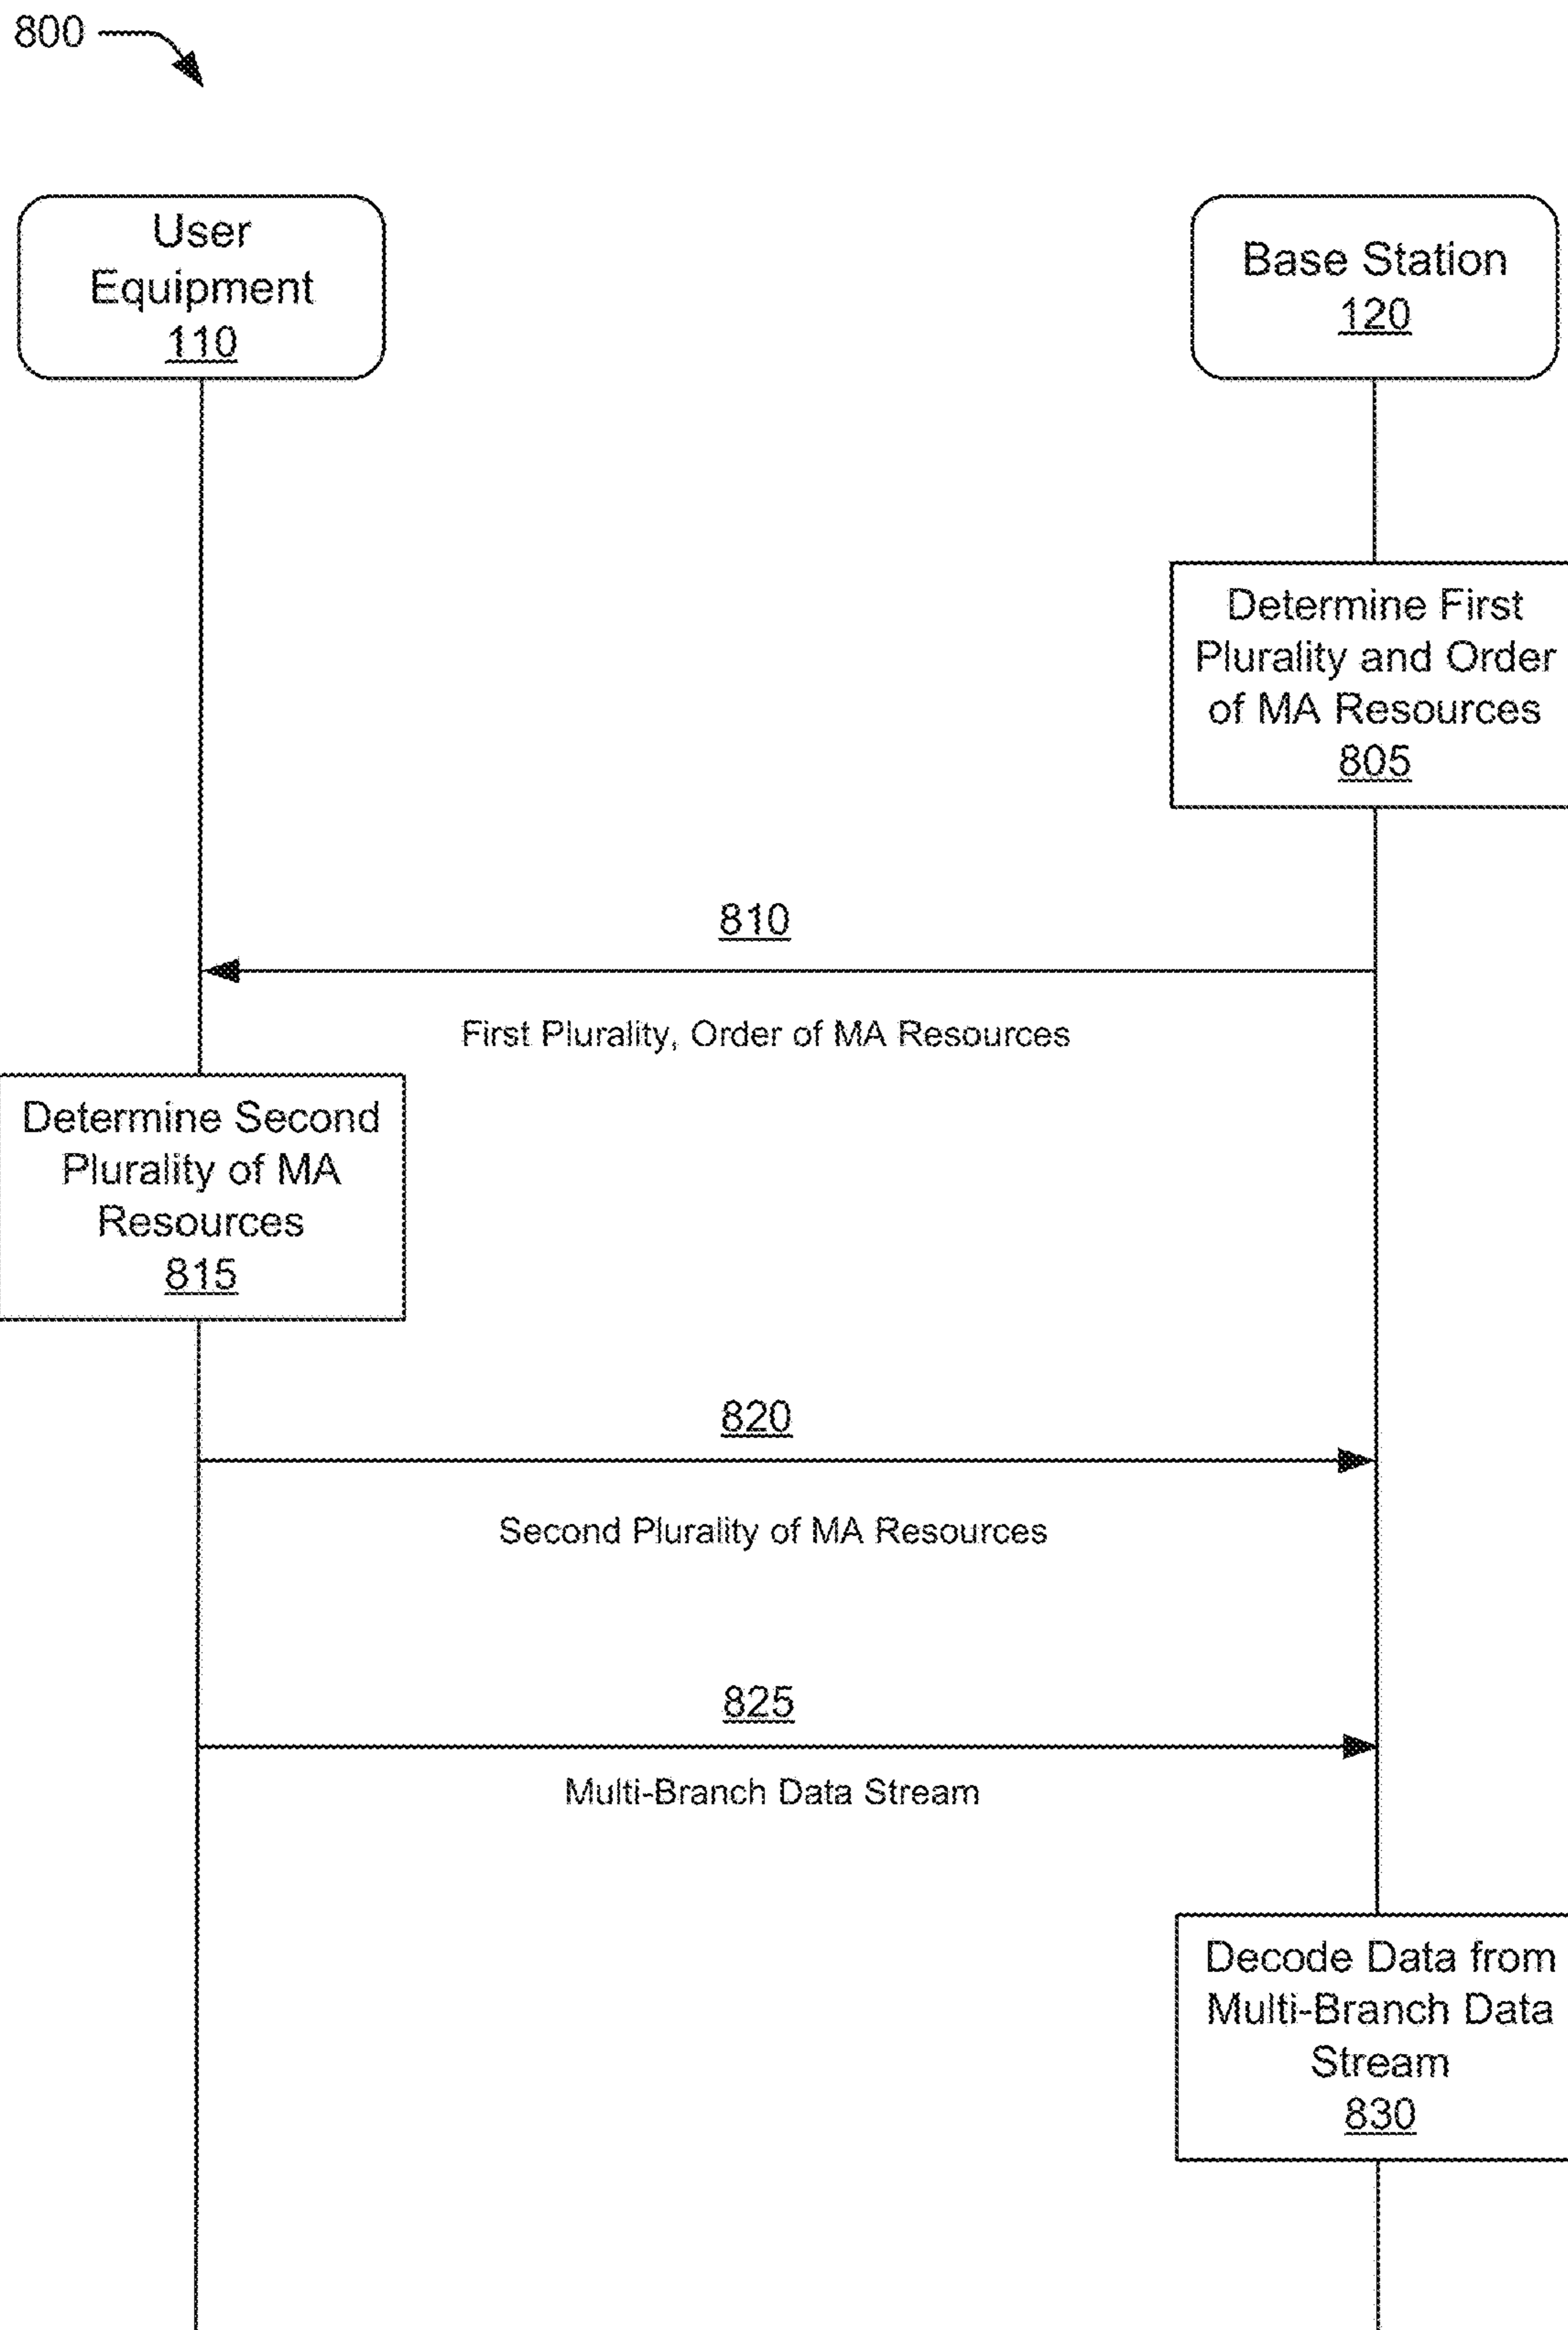 800
User
Equipment
110
Base Station
120
Determine First
Plurality and Order
of MA Resources
805
810
First Plurality, Order of MA Resources
Determine Second
Plurality of MA
Resources
815
820
Second Plurality of MA Resources
825
Multi-Branch Data Stream
Decode Data from
Multi-Branch Data
Stream
830